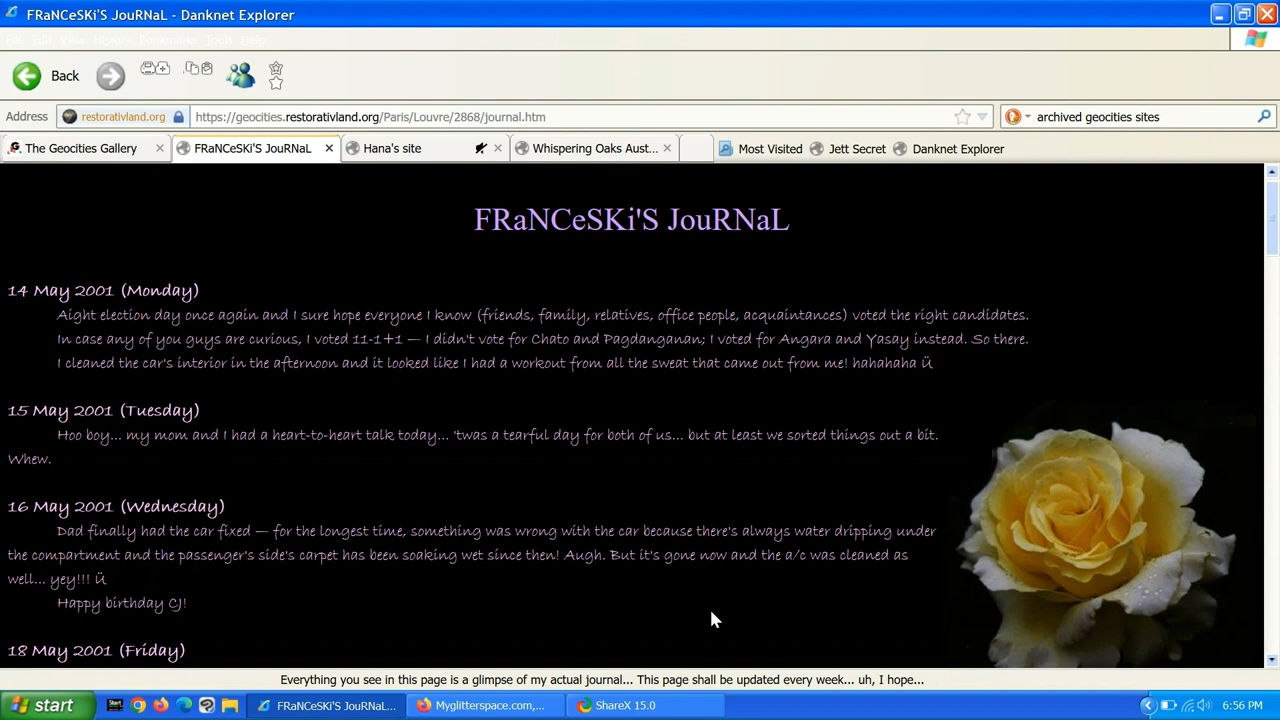 FRaNCeSKi'S JouRNaL - Danknet Explorer
File Edit View History Bookmarks Tools Help
Back
Address restorativland.org https://geocities.restorativland.org/Paris/Louvre/2868/journal.htm archived geocities sites
The Geocities Gallery FRaNCeSKi'S JouRNaL Hana's site Whispering Oaks Aust... Most Visited Jett Secret Danknet Explorer
FRaNCeSKi'S JouRNaL
14 May 2001 (Monday)
Aight election day once again and I sure hope everyone I know (friends, family, relatives, office people, acquaintances) voted the right candidates.
In case any of you guys are curious, I voted 11-1+1 — I didn't vote for Chato and Pagdanganan; I voted for Angara and Yasay instead. So there.
I cleaned the car's interior in the afternoon and it looked like I had a workout from all the sweat that came out from me! hahahaha Ü
15 May 2001 (Tuesday)
Hoo boy... my mom and I had a heart-to-heart talk today... 'twas a tearful day for both of us... but at least we sorted things out a bit.
Whew.
16 May 2001 (Wednesday)
Dad finally had the car fixed — for the longest time, something was wrong with the car because there's always water dripping under
the compartment and the passenger's side's carpet has been soaking wet since then! Augh. But it's gone now and the a/c was cleaned as
well... yey!!! Ü
Happy birthday CJ!
18 May 2001 (Friday)
Everything you see in this page is a glimpse of my actual journal... This page shall be updated every week... uh, I hope...
start FRaNCeSKi'S JouRNaL... Myglitterspace.com,... ShareX 15.0 6:56 PM